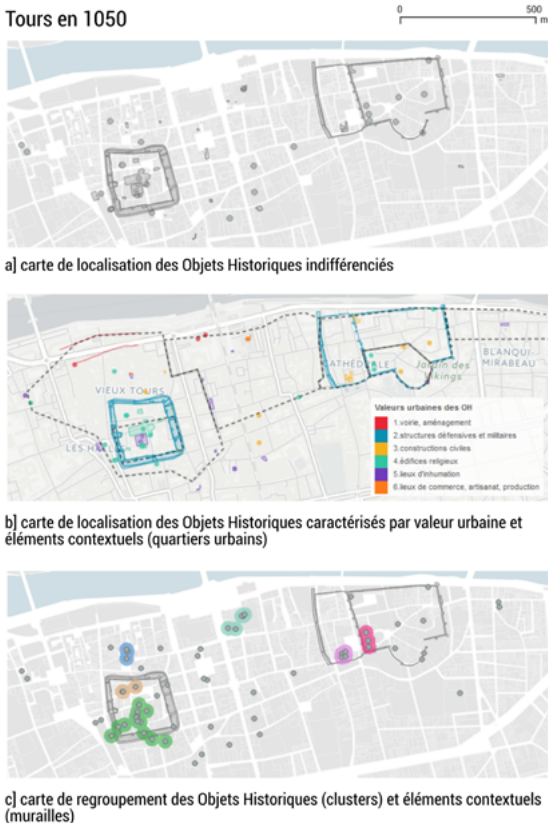 Tours en 1050
0 500
m
a] carte de localisation des Objets Historiques indifférenciés
VIEUX TOURS
LES HALLES
CATHÉDRALE
Jardin des
Vikings
BLANQUI-
MIRABEAU
Valeurs urbaines des OH
1.voirie, aménagement
2.structures défensives et militaires
3.constructions civiles
4.édifices religieux
5.lieux d'inhumation
6.lieux de commerce, artisanat, production
b] carte de localisation des Objets Historiques caractérisés par valeur urbaine et
éléments contextuels (quartiers urbains)
c] carte de regroupement des Objets Historiques (clusters) et éléments contextuels
(murailles)